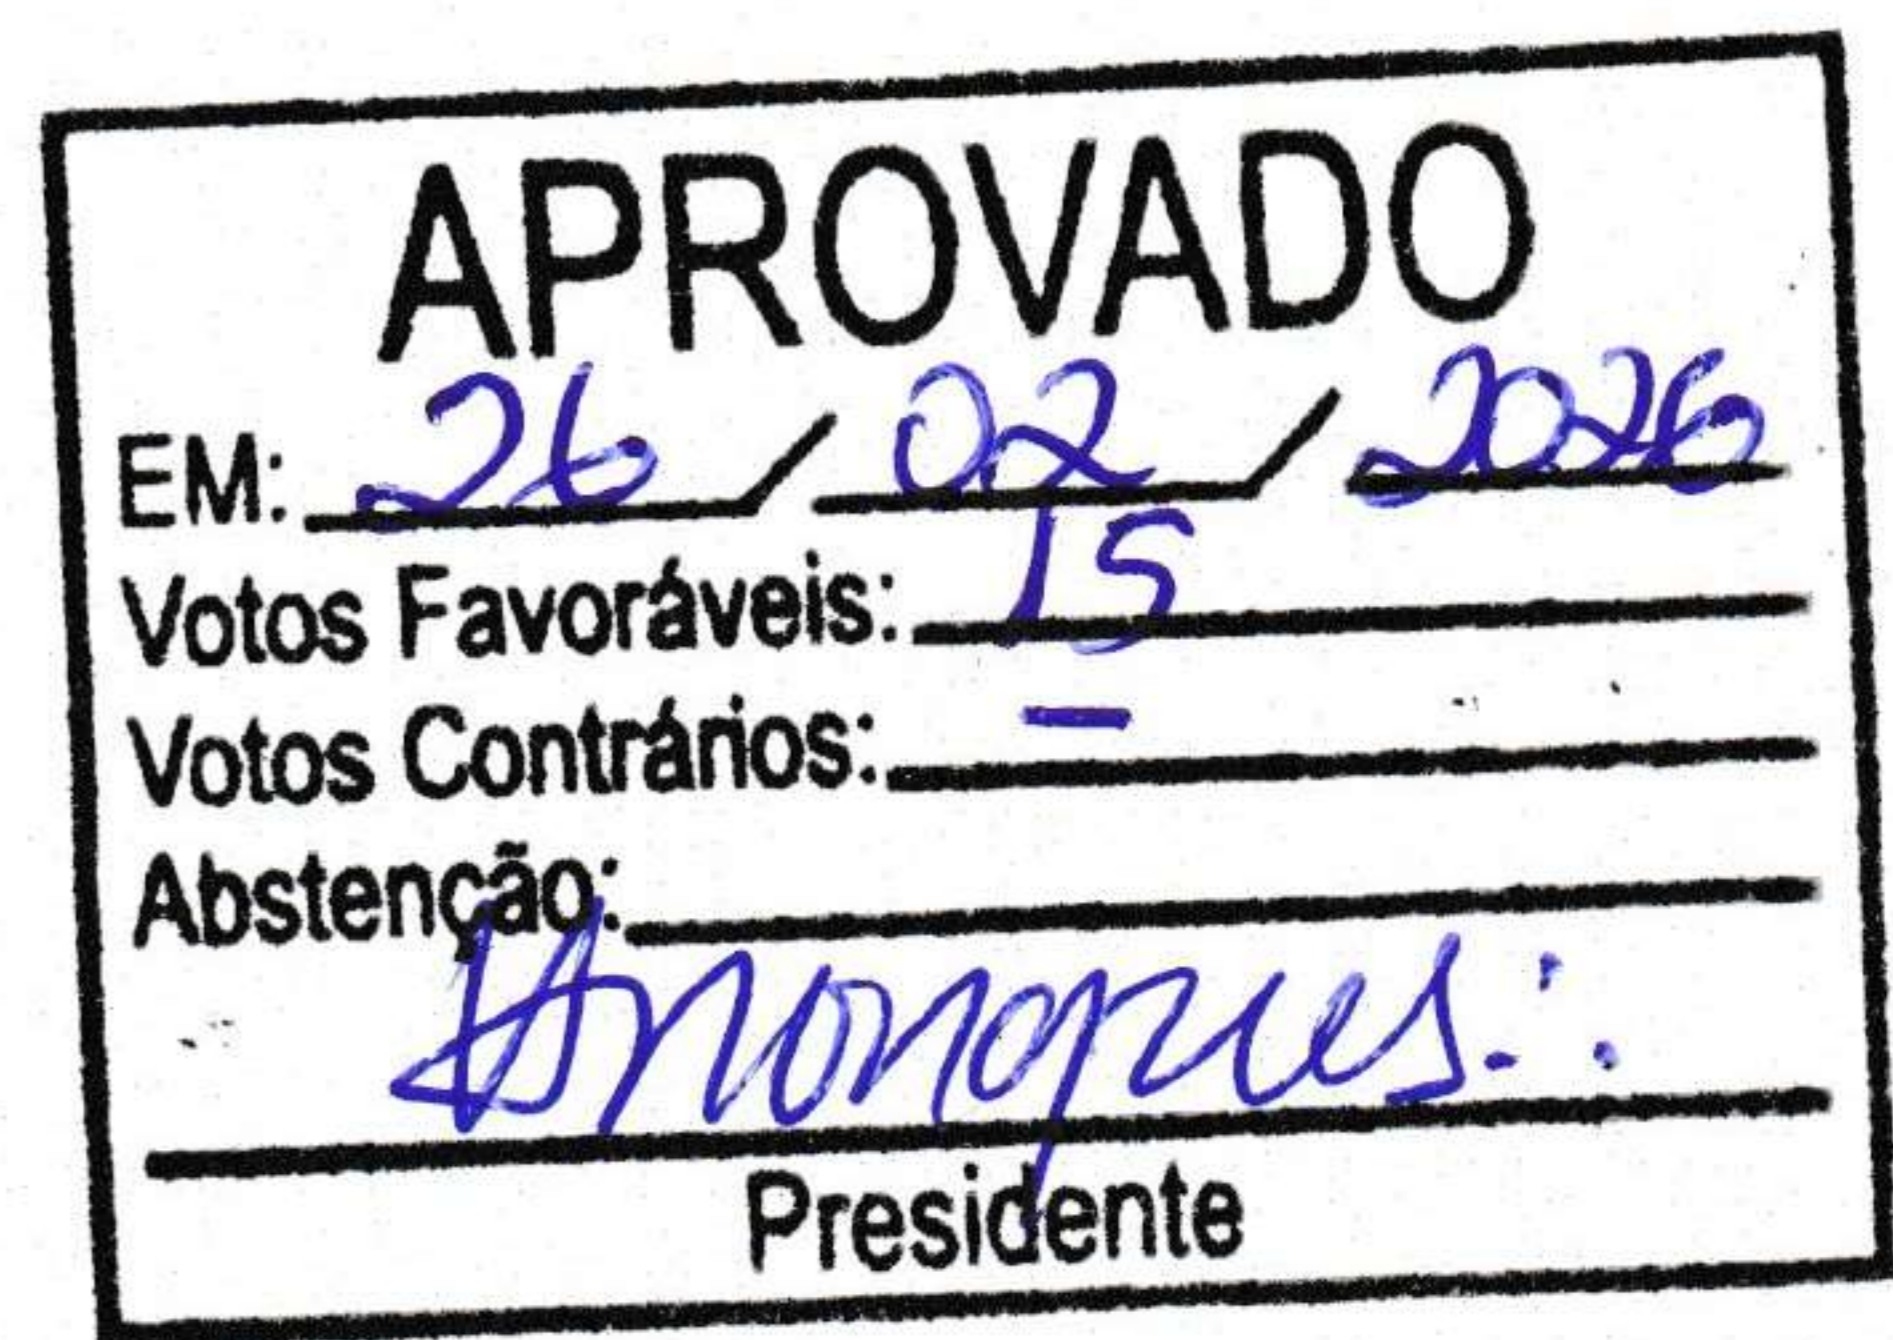 APROVADO
EM: 26 / 02 / 2026
Votos Favoráveis: 15
Votos Contrários: -
Abstenção:
Presidente